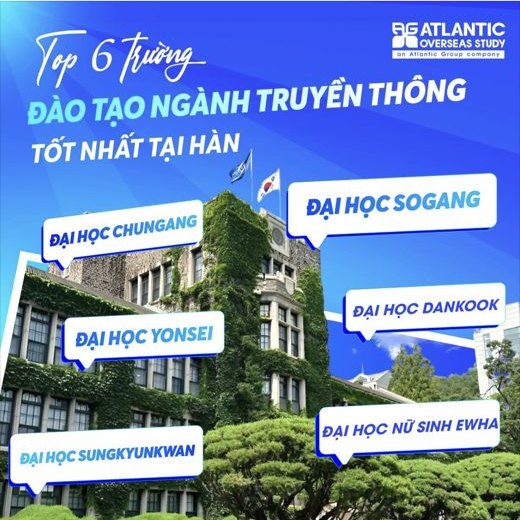 Top 6 trường
ATLANTIC
OVERSEAS STUDY
an Atlantic Group company
ĐÀO TẠO NGÀNH TRUYỀN THÔNG
TỐT NHẤT TẠI HÀN
ĐẠI HỌC SOGANG
ĐẠI HỌC CHUNGANG
ĐẠI HỌC DANKOOK
ĐẠI HỌC YONSEI
ĐẠI HỌC NỮ SINH EWHA
ĐẠI HỌC SUNGKYUNKWAN